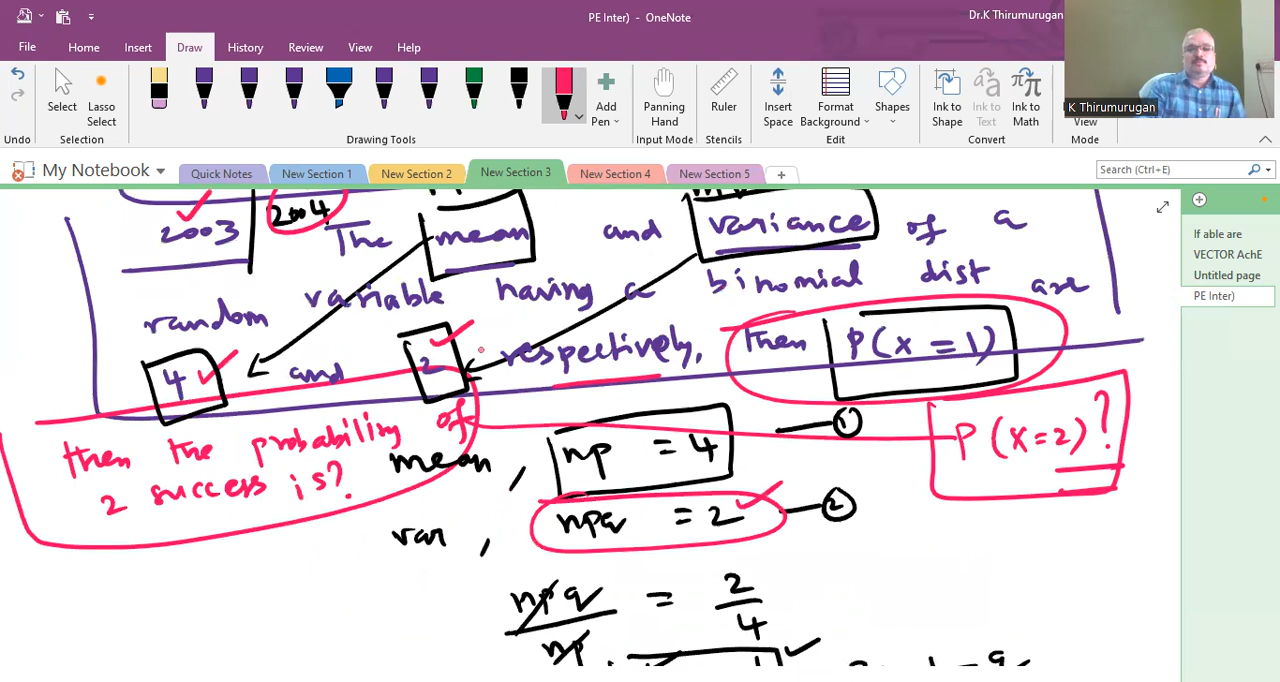 PE Inter) - OneNote
Dr.K Thirumurugan
File Home Insert Draw History Review View Help
K Thirumurugan
Undo
Select
Lasso Select
Add Pen
Panning Hand
Ruler
Insert Space
Format Background
Shapes
Ink to Shape
Ink to Text
Ink to Math
View
Selection
Drawing Tools
Input Mode
Stencils
Edit
Convert
Mode
My Notebook
Quick Notes
New Section 1
New Section 2
New Section 3
New Section 4
New Section 5
+
Search (Ctrl+E)
If able are
VECTOR AchE
Untitled page
PE Inter)
2003 2004 The mean and variance of a
random variable having a binomial dist are
4 and 2 respectively, then P(x = 1)
then the probability of
2 success is?
P (x=2)?
mean, np = 4 ①
var, npq = 2 ②
npq/np = 2/4